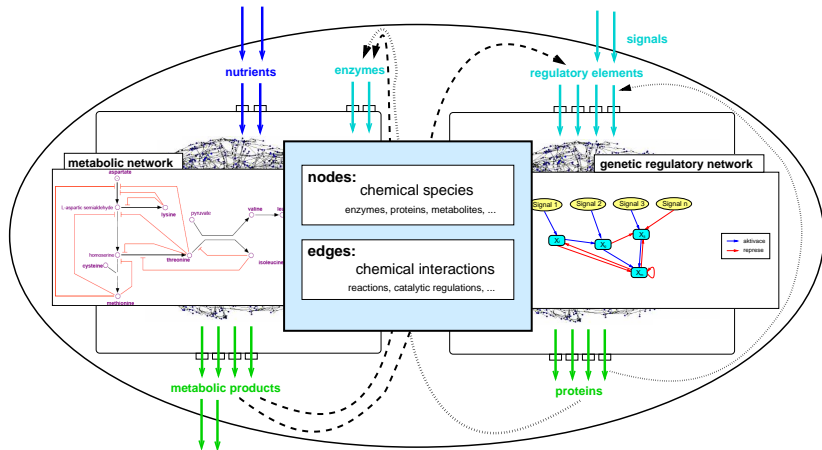 signals
nutrients
enzymes
regulatory elements
metabolic network
aspartate
L-aspartic semialdehyde
lysine
pyruvate
valine
homoserine
threonine
isoleucine
cysteine
methionine
nodes:
chemical species
enzymes, proteins, metabolites, ...
edges:
chemical interactions
reactions, catalytic regulations, ...
genetic regulatory network
Signal 1
Signal 2
Signal 3
Signal n
aktivace
represe
metabolic products
proteins